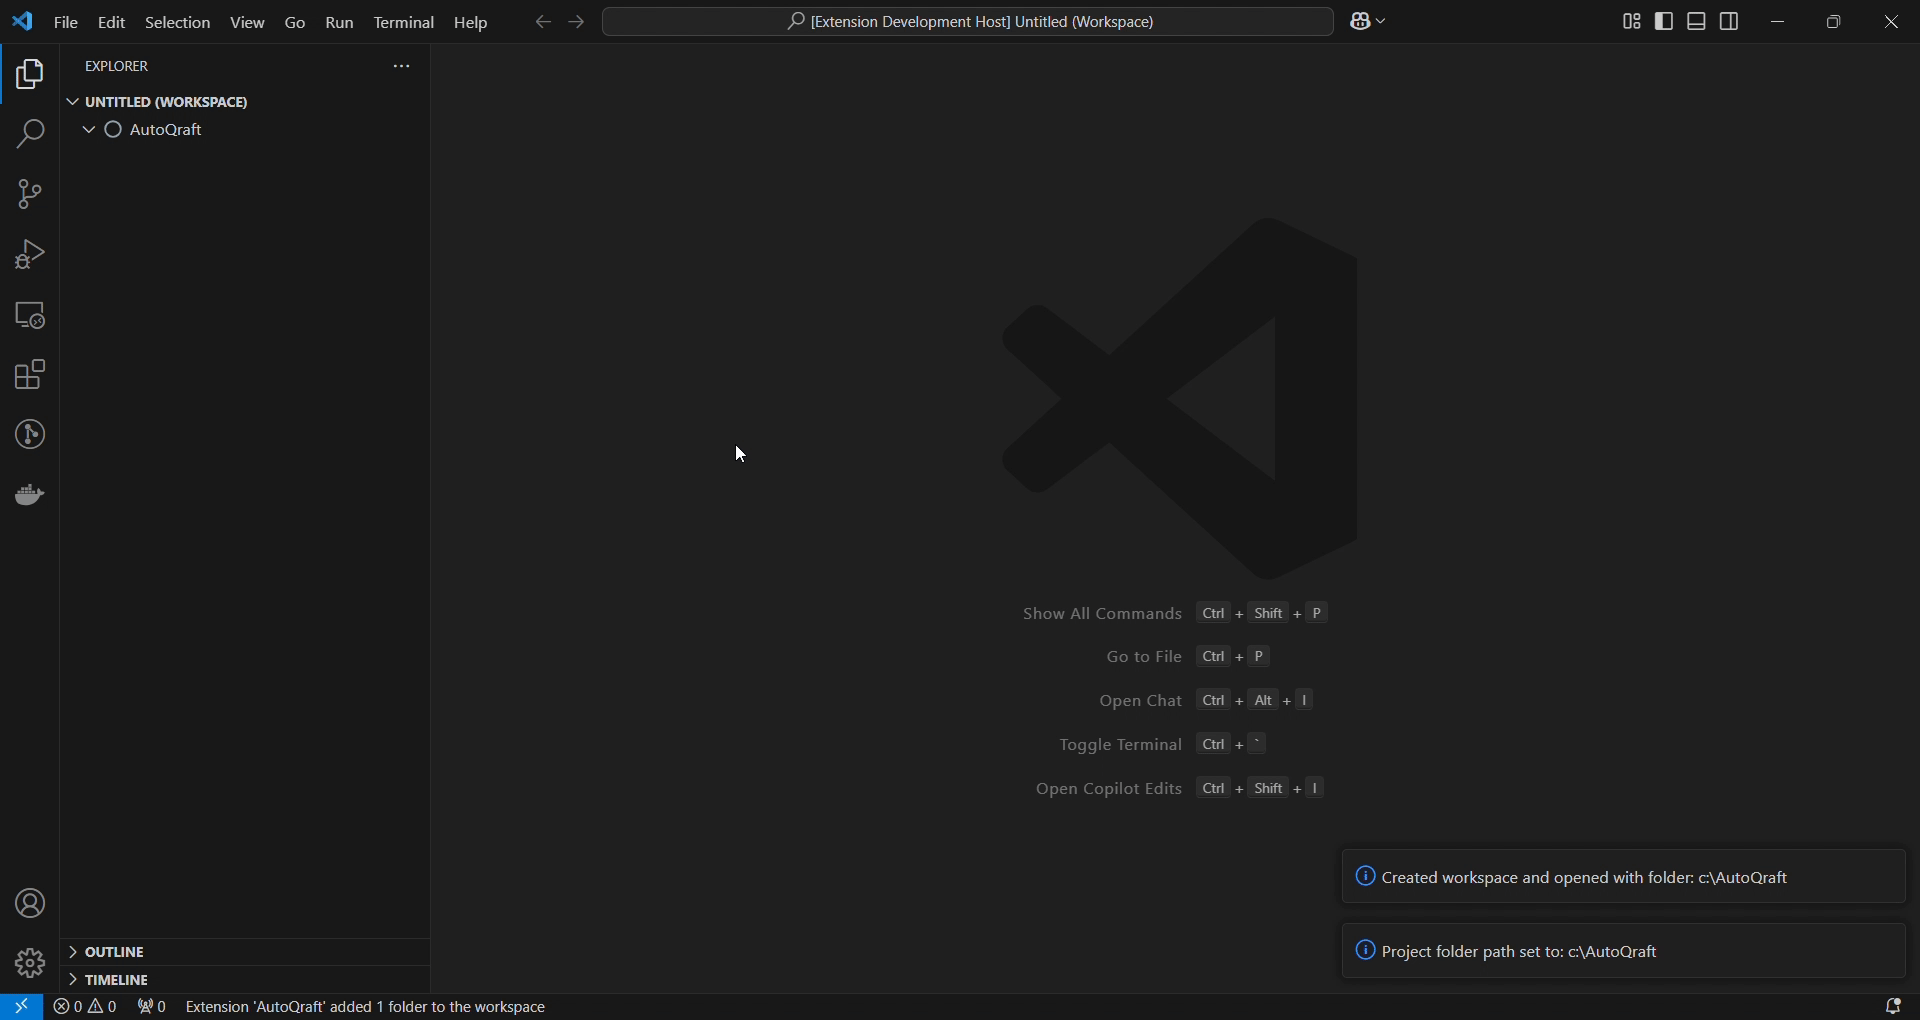 File Edit Selection View Go Run Terminal Help [Extension Development Host] Untitled (Workspace)
EXPLORER
UNTITLED (WORKSPACE)
AutoQraft
Show All Commands Ctrl + Shift + P
Go to File Ctrl + P
Open Chat Ctrl + Alt + I
Toggle Terminal Ctrl + `
Open Copilot Edits Ctrl + Shift + I
Created workspace and opened with folder: c:\AutoQraft
Project folder path set to: c:\AutoQraft
OUTLINE
TIMELINE
0 0 0 Extension 'AutoQraft' added 1 folder to the workspace